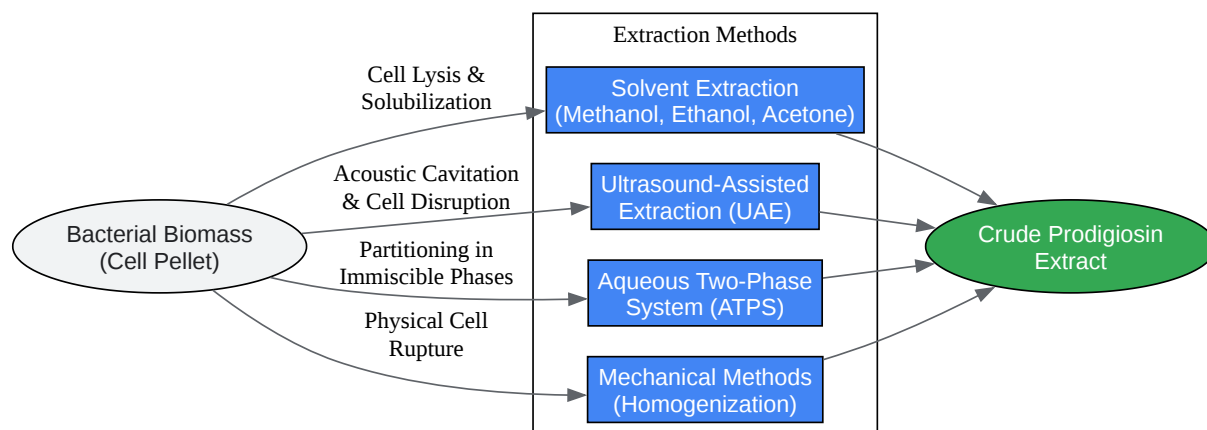 Extraction Methods
Cell Lysis &
Solubilization
Solvent Extraction
(Methanol, Ethanol, Acetone)
Acoustic Cavitation
& Cell Disruption
Ultrasound-Assisted
Extraction (UAE)
Bacterial Biomass
(Cell Pellet)
Partitioning in
Immiscible Phases
Aqueous Two-Phase
System (ATPS)
Crude Prodigiosin
Extract
Physical Cell
Rupture
Mechanical Methods
(Homogenization)